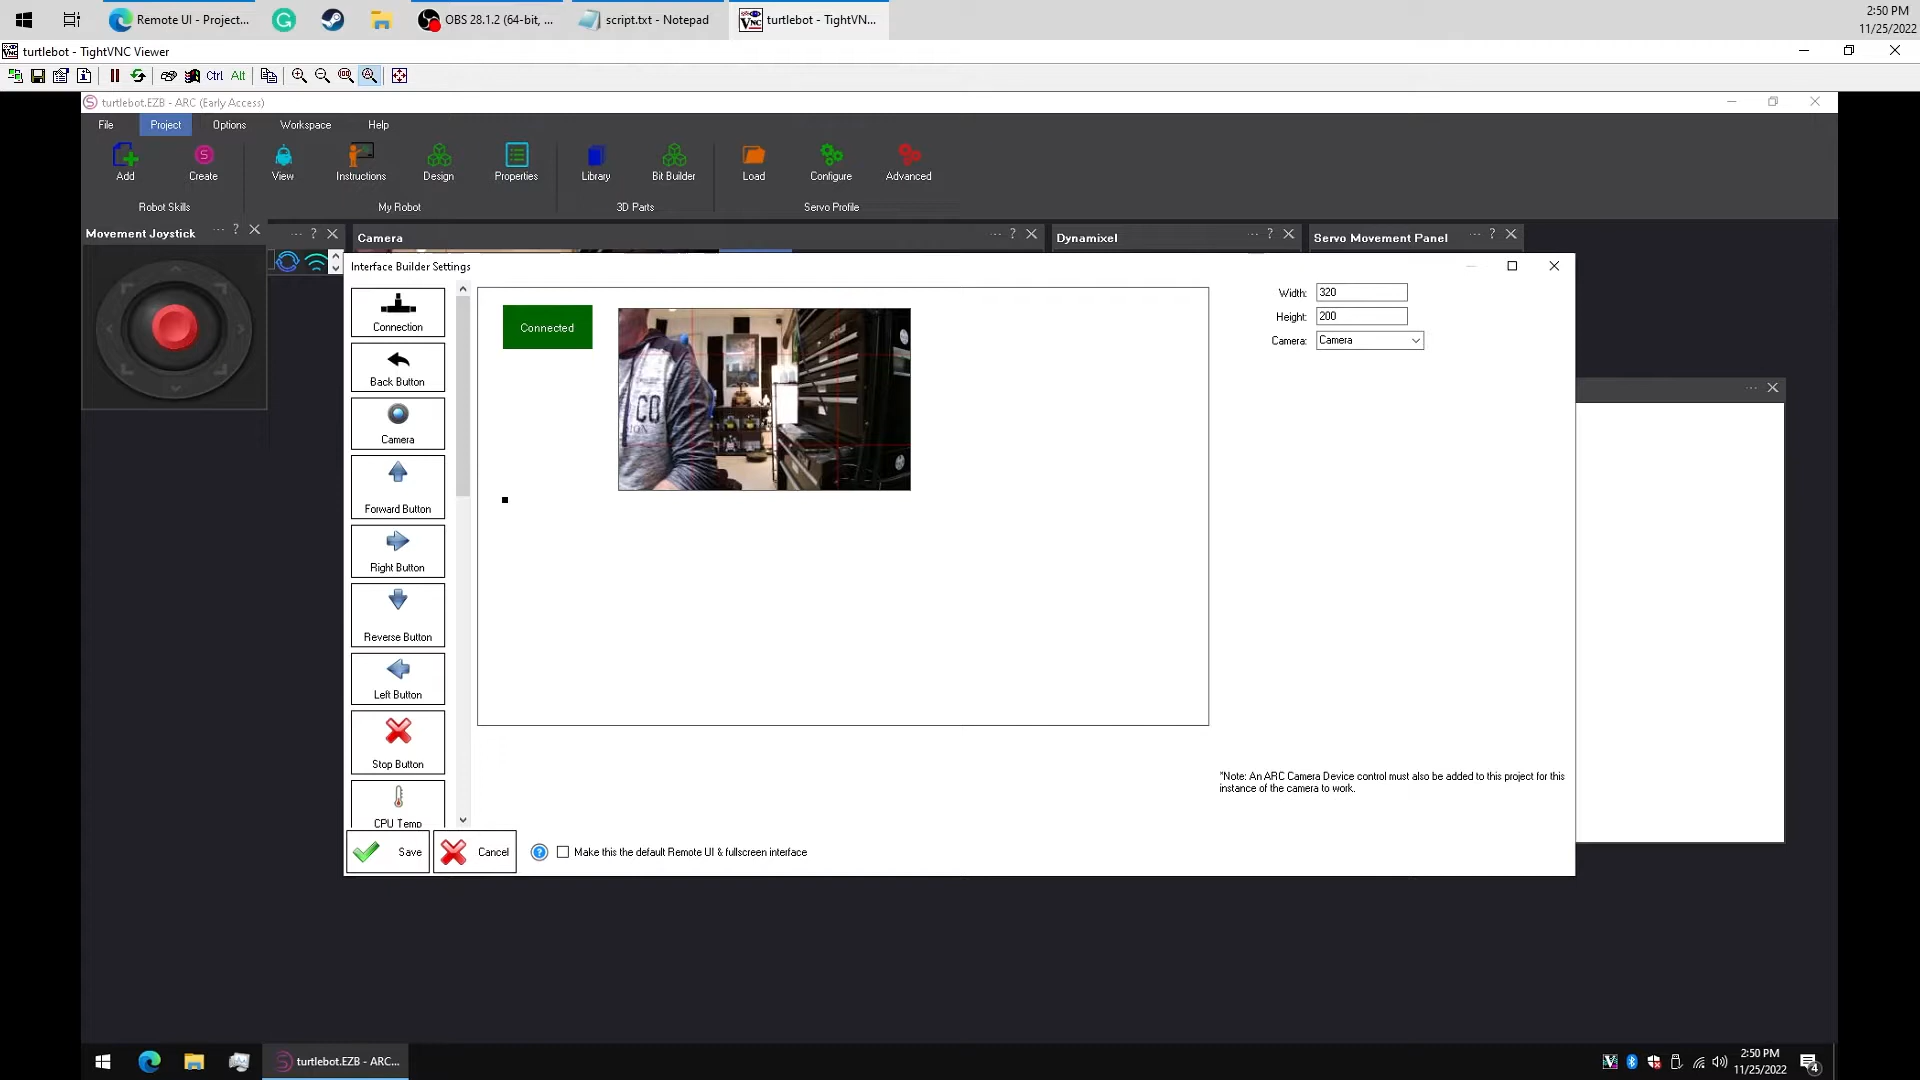 Remote UI - Project...
OBS 28.1.2 (64-bit, ...
script.txt - Notepad
turtlebot - TightVN...
2:50 PM
11/25/2022
turtlebot - TightVNC Viewer
Ctrl
Alt
turtlebot.EZB - ARC (Early Access)
File
Project
Options
Workspace
Help
Add
Create
View
Instructions
Design
Properties
Library
Bit Builder
Load
Configure
Advanced
Robot Skills
My Robot
3D Parts
Servo Profile
Movement Joystick
Camera
Dynamixel
Servo Movement Panel
Interface Builder Settings
Connection
Back Button
Camera
Forward Button
Right Button
Reverse Button
Left Button
Stop Button
CPU Temp
Connected
CO
Width:
320
Height:
200
Camera:
Camera
*Note: An ARC Camera Device control must also be added to this project for this
instance of the camera to work.
Save
Cancel
Make this the default Remote UI & fullscreen interface
turtlebot.EZB - ARC...
2:50 PM
11/25/2022
4